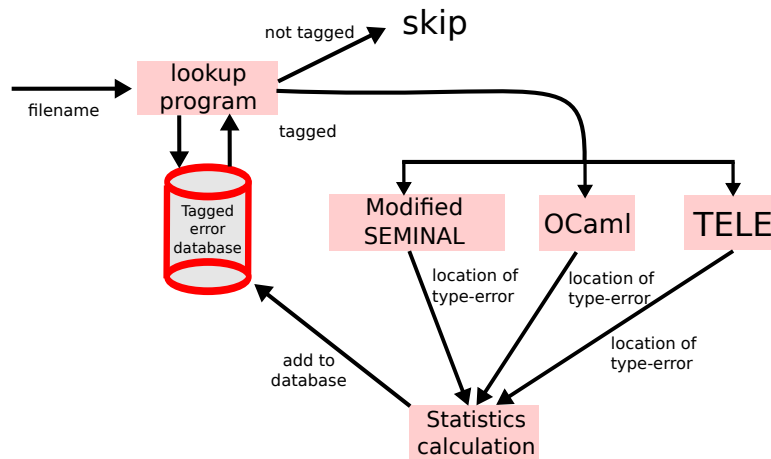 not tagged
skip
lookup
program
filename
tagged
Tagged
error
database
Modified
SEMINAL
OCaml
TELE
location of
type-error
location of
type-error
location of
type-error
add to
database
Statistics
calculation